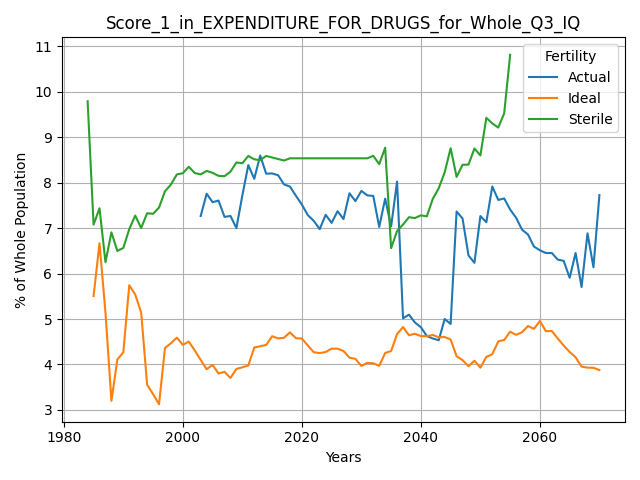 Score_1_in_EXPENDITURE_FOR_DRUGS_for_Whole_Q3_IQ
Fertility
Actual
Ideal
Sterile
% of Whole Population
11
10
9
8
7
6
5
4
3
1980 2000 2020 2040 2060
Years